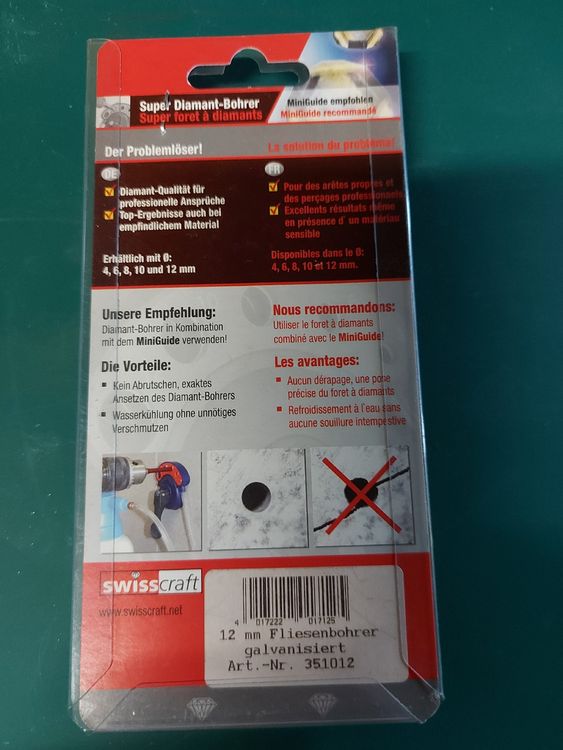 Super Diamant-Bohrer
Super foret à diamants
MiniGuide empfohlen
MiniGuide recommandé
Der Problemlöser!
La solution du problème!
DE
Diamant-Qualität für
professionelle Ansprüche
Top-Ergebnisse auch bei
empfindlichem Material
Erhältlich mit Ø:
4, 6, 8, 10 und 12 mm
FR
Pour des arêtes propres et
des perçages professionnels
Excellents résultats même
en présence d´un matériau
sensible
Disponibles dans le Ø:
4, 6, 8, 10 et 12 mm.
Unsere Empfehlung:
Diamant-Bohrer in Kombination
mit dem MiniGuide verwenden!
Nous recommandons:
Utiliser le foret à diamants
combiné avec le MiniGuide!
Die Vorteile:
Kein Abrutschen, exaktes
Ansetzen des Diamant-Bohrers
Wasserkühlung ohne unnötiges
Verschmutzen
Les avantages:
Aucun dérapage, une pose
précise du foret à diamants
Refroidissement à l'eau sans
aucune souillure intempestive
swisscraft
www.swisscraft.net
4 017222 017125
12 mm Fliesenbohrer
galvanisiert
Art.-Nr. 351012